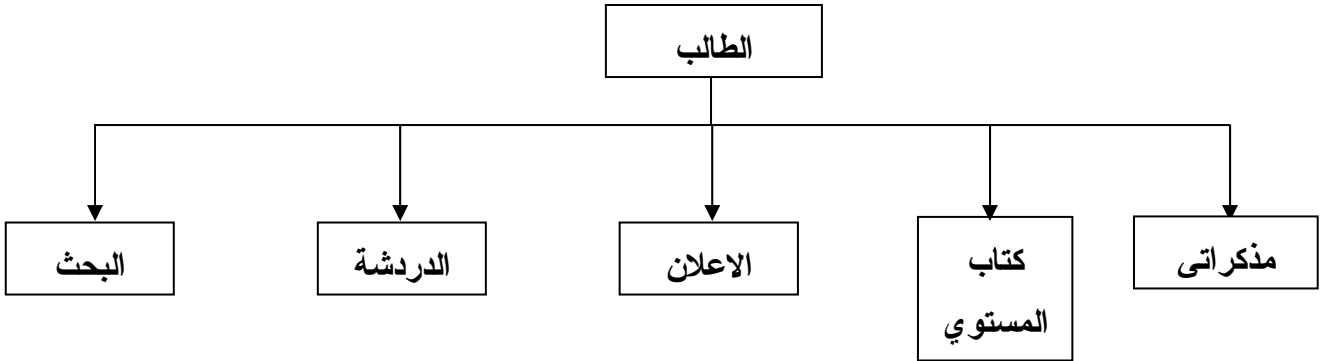 الطالب
مذكراتى
كتاب
المستوي
الاعلان
الدردشة
البحث